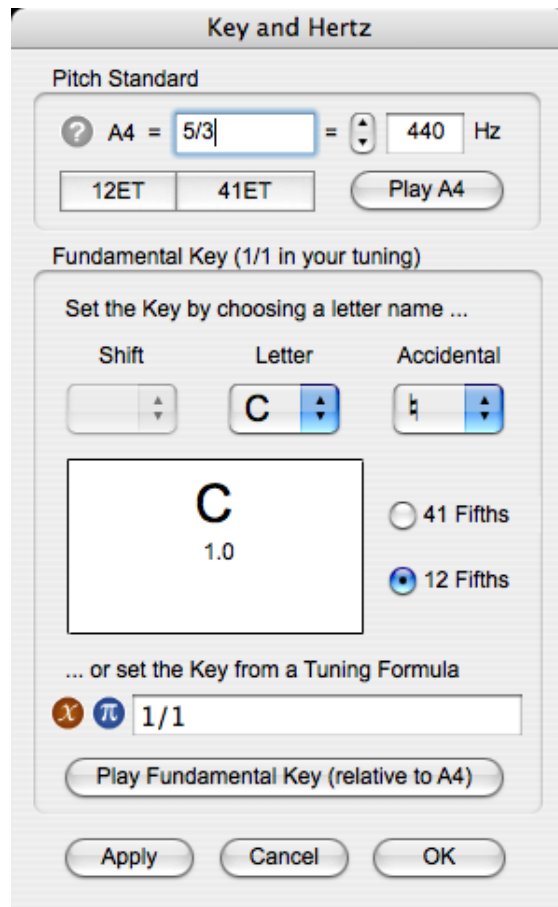 Key and Hertz
Pitch Standard
? A4 = 5/3 = 440 Hz
12ET 41ET Play A4
Fundamental Key (1/1 in your tuning)
Set the Key by choosing a letter name ...
Shift Letter Accidental
C ♮
C
1.0
41 Fifths
12 Fifths
... or set the Key from a Tuning Formula
x π 1/1
Play Fundamental Key (relative to A4)
Apply Cancel OK